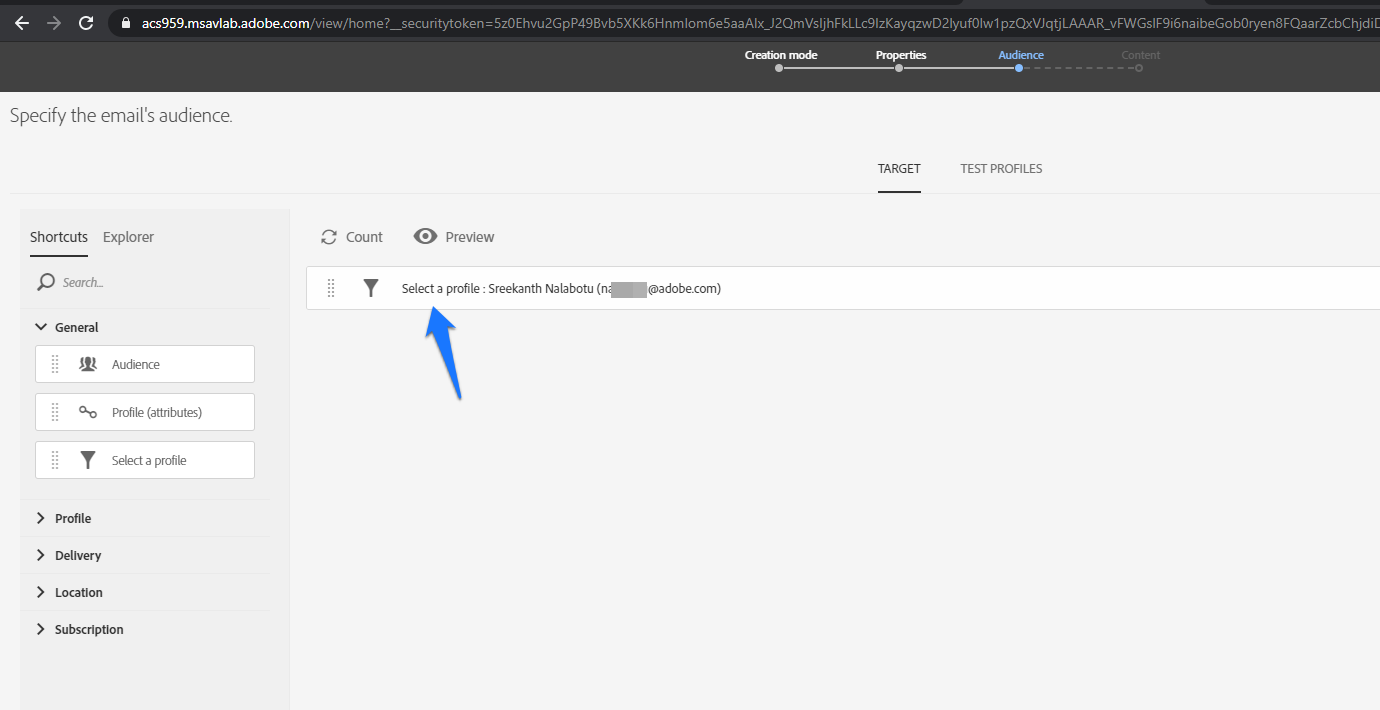 acs959.msavlab.adobe.com/view/home?__securitytoken=
Creation mode Properties Audience Content
Specify the email's audience.
TARGET TEST PROFILES
Shortcuts Explorer
Count Preview
Search...
Select a profile : Sreekanth Nalabotu (na @adobe.com)
General
Audience
Profile (attributes)
Select a profile
Profile
Delivery
Location
Subscription